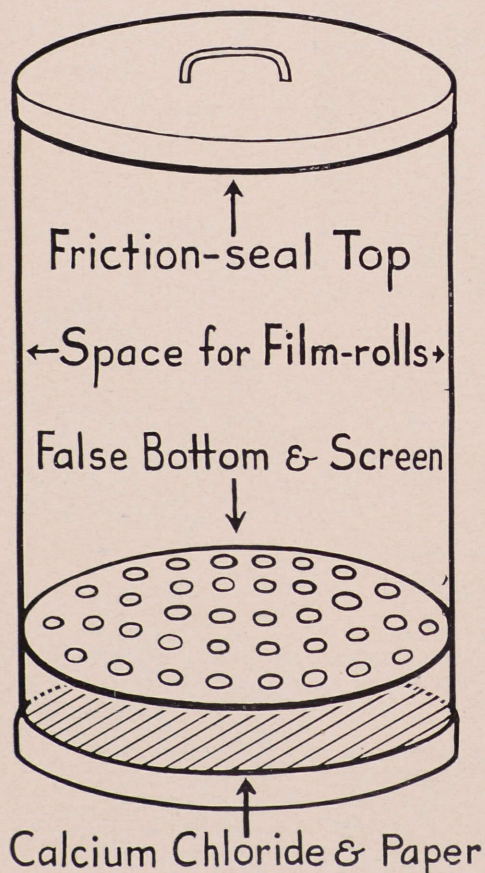 Friction-seal Top
Space for Film-rolls
False Bottom & Screen
Calcium Chloride & Paper